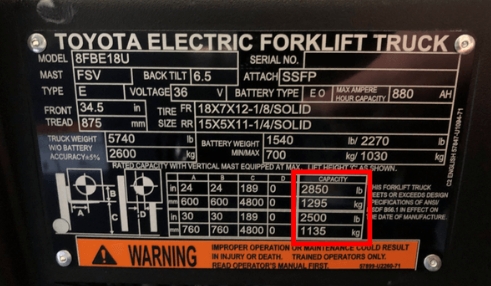 TOYOTA ELECTRIC FORKLIFT TRUCK
MODEL 8FBE18U SERIAL NO.
MAST FSV BACK TILT 6.5 ATTACH SSFP
TYPE E VOLTAGE 36 V BATTERY TYPE E O MAX AMPERE HOUR CAPACITY 880 AH
FRONT 34.5 in TIRE FR 18X7X12-1/8/SOLID
TREAD 875 mm SIZE RR 15X5X11-1/4/SOLID
TRUCK WEIGHT 5740 lb BATTERY WEIGHT 1540 lb/ 2270
W/O BATTERY ACCURACY±5% 2600 kg MIN/MAX 700 kg/ 1030
RATED CAPACITY WITH VERTICAL MAST EQUIPPED AT MAX. LIFT HEIGHT "C" AS SHOWN.
A B C D CAPACITY
in 24 24 189 0 2850 lb
mm 600 600 4800 0 1295 kg
in 30 30 189 0 2500 lb
mm 760 760 4800 0 1135 kg
THIS FORKLIFT TRUCK
MEETS OR EXCEEDS DESIGN
SPECIFICATIONS OF ANSI/
ITSDF B56.1 IN EFFECT ON
THE DATE OF MANUFACTURE.
WARNING
IMPROPER OPERATION OR MAINTENANCE COULD RESULT
IN INJURY OR DEATH. TRAINED OPERATORS ONLY.
READ OPERATOR'S MANUAL FIRST.